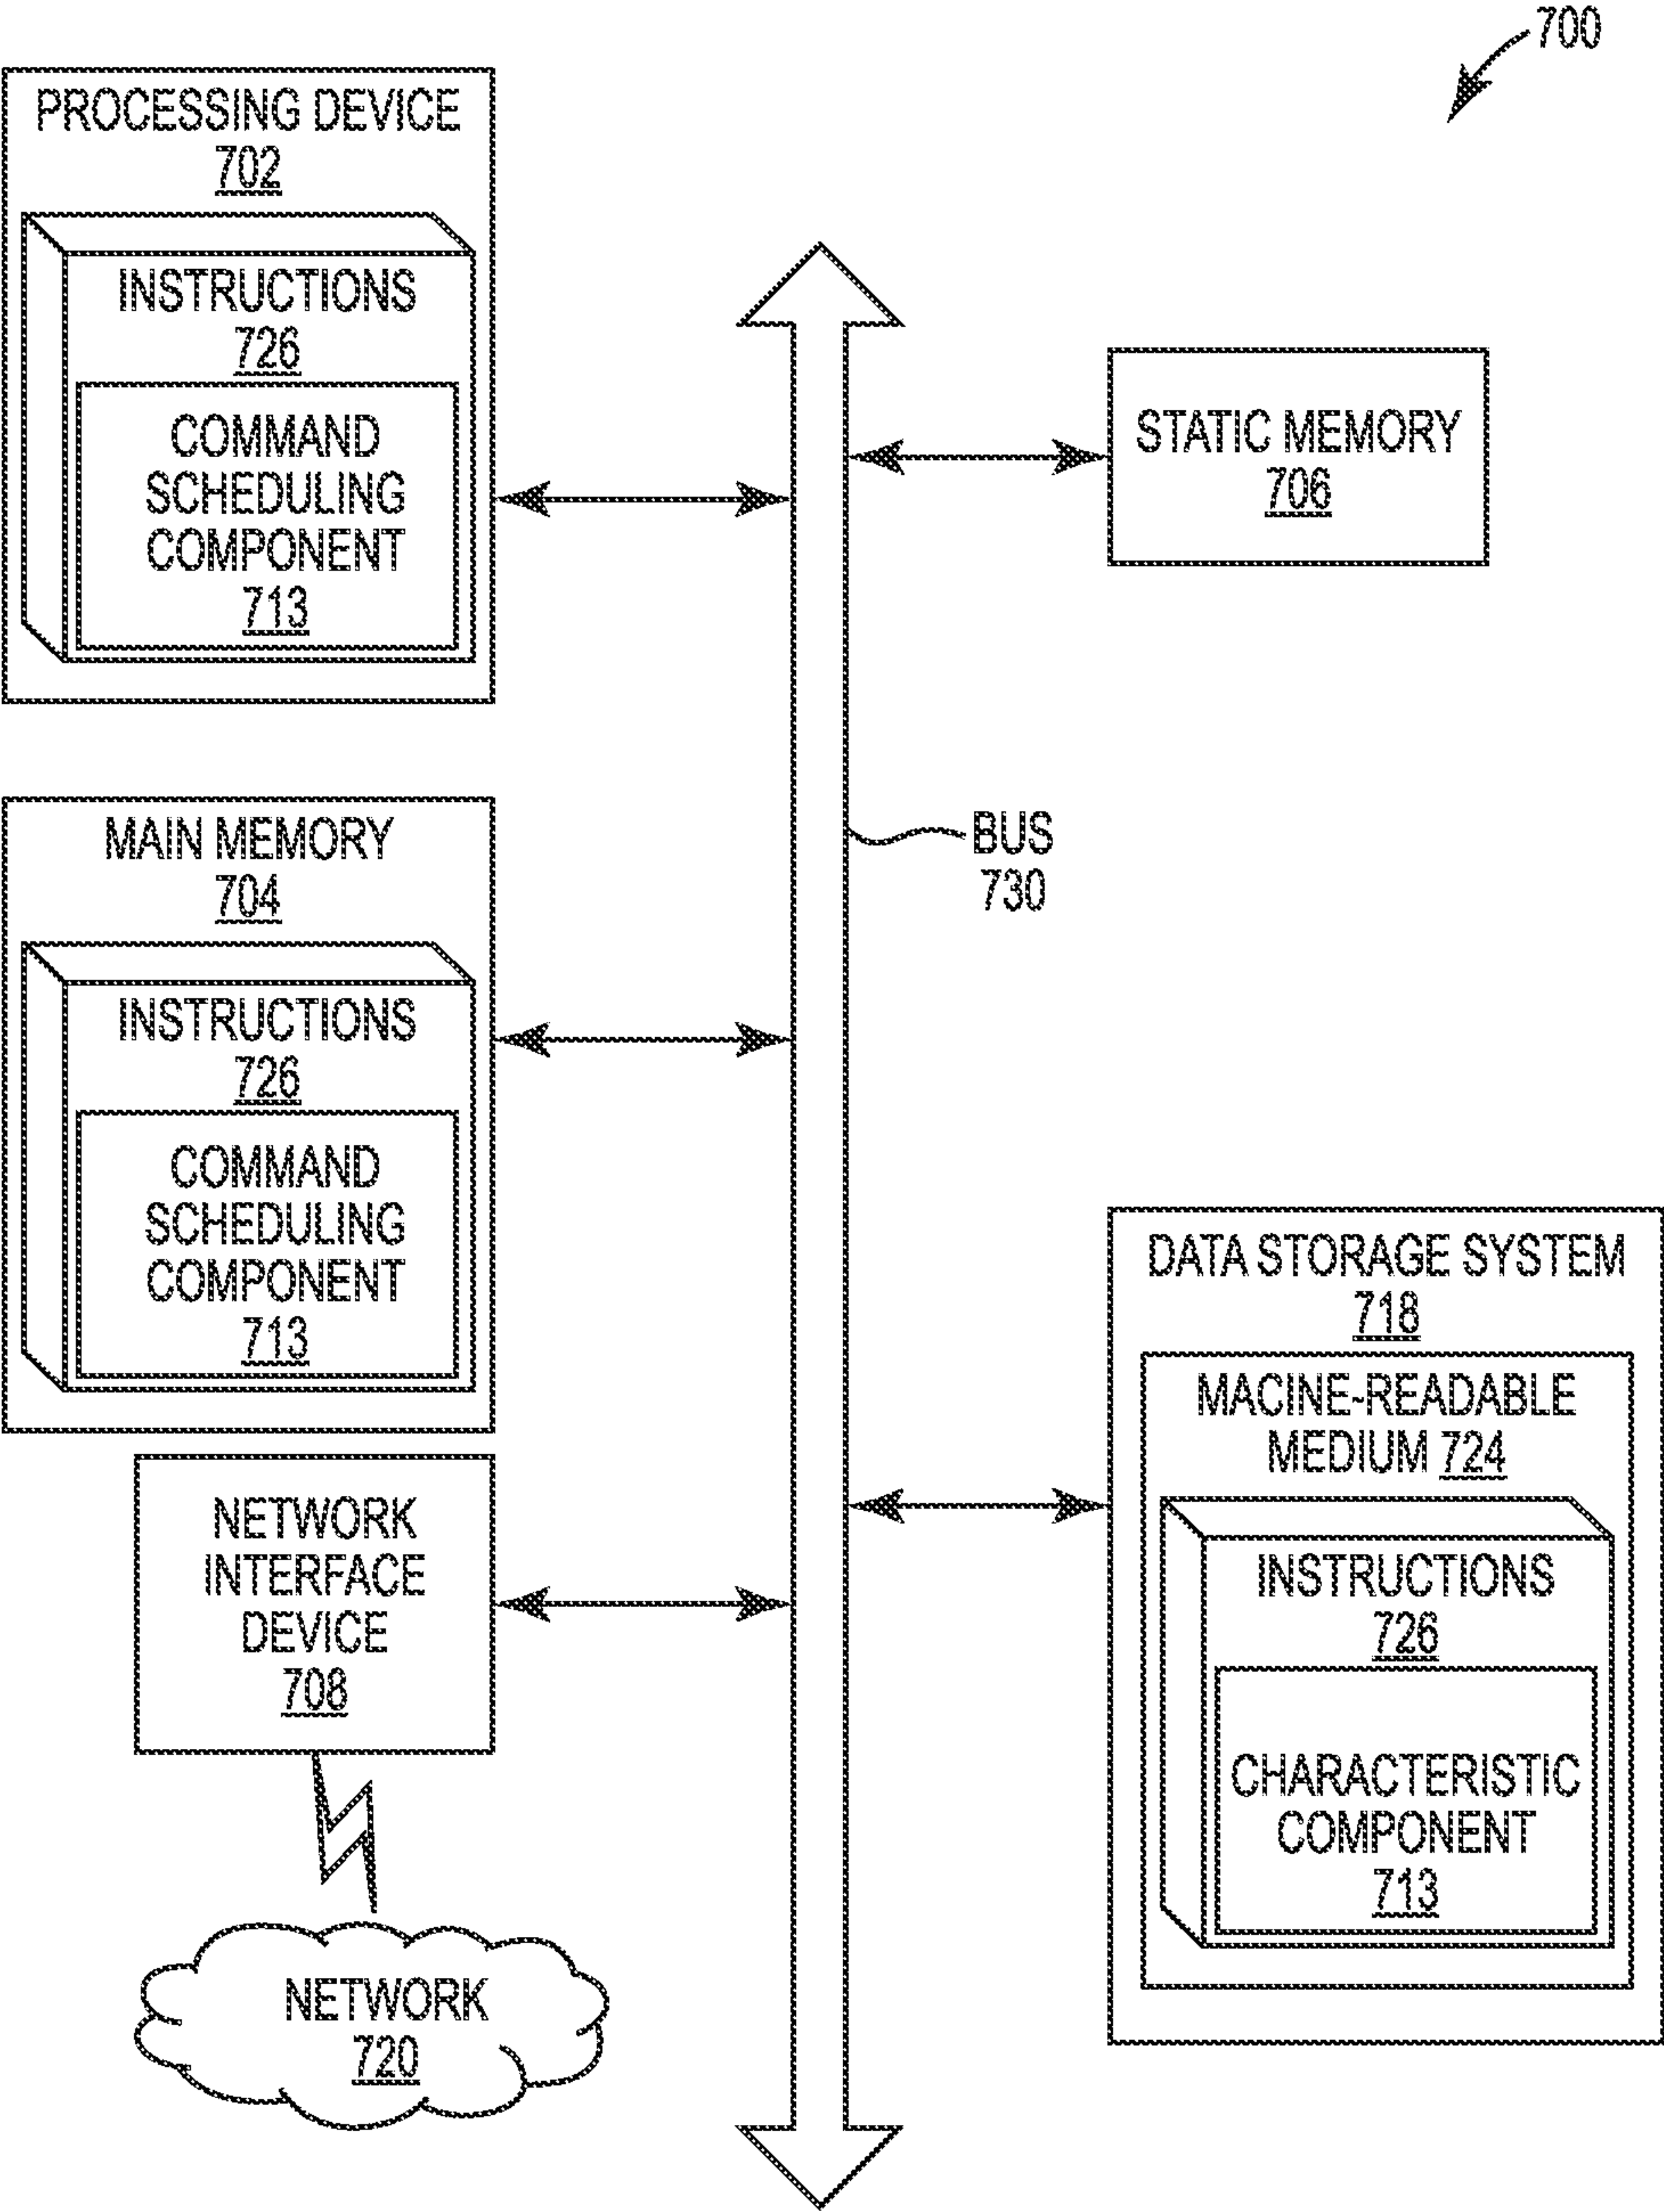 700
PROCESSING DEVICE
702
INSTRUCTIONS
726
COMMAND
SCHEDULING
COMPONENT
713
STATIC MEMORY
706
MAIN MEMORY
704
INSTRUCTIONS
726
COMMAND
SCHEDULING
COMPONENT
713
BUS
730
NETWORK
INTERFACE
DEVICE
708
NETWORK
720
DATA STORAGE SYSTEM
718
MACINE-READABLE
MEDIUM 724
INSTRUCTIONS
726
CHARACTERISTIC
COMPONENT
713